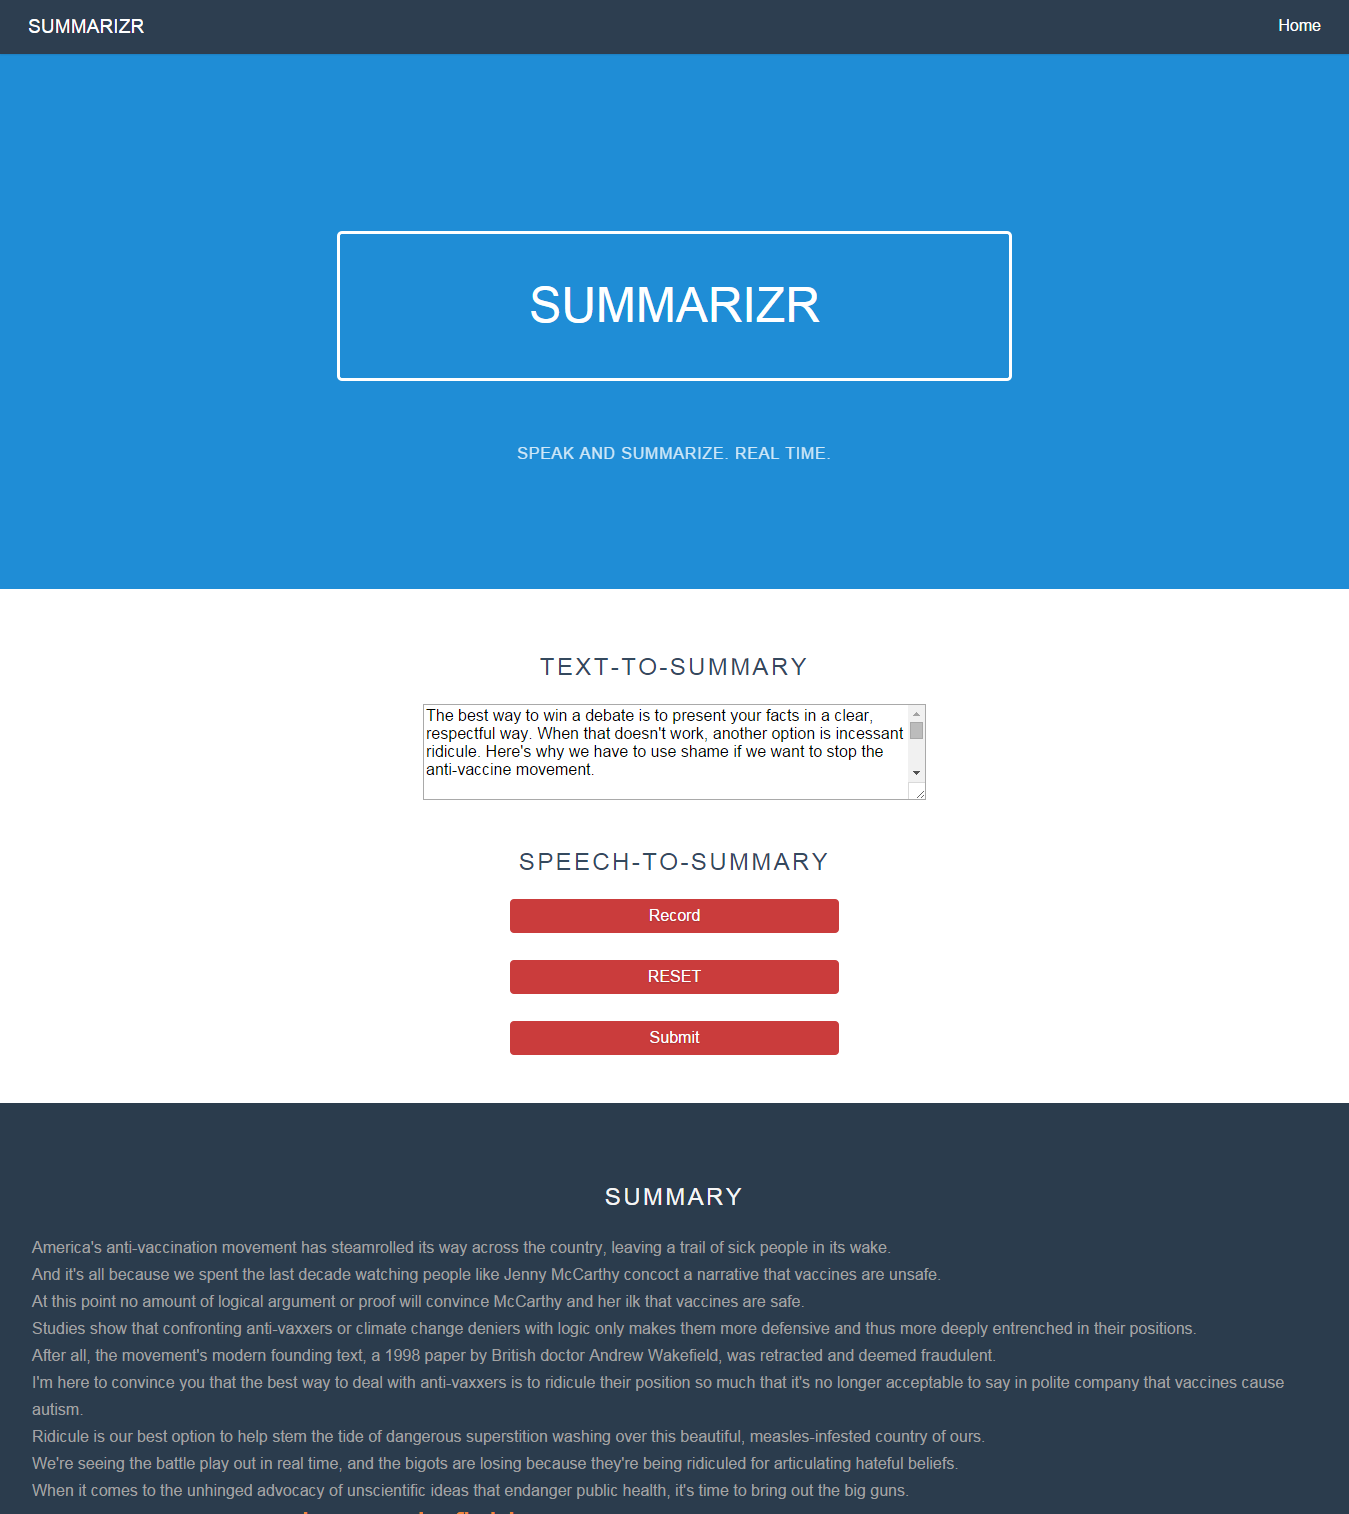 SUMMARIZR
Home
SUMMARIZR
SPEAK AND SUMMARIZE. REAL TIME.
TEXT-TO-SUMMARY
The best way to win a debate is to present your facts in a clear,
respectful way. When that doesn't work, another option is incessant
ridicule. Here's why we have to use shame if we want to stop the
anti-vaccine movement.
SPEECH-TO-SUMMARY
Record
RESET
Submit
SUMMARY
America's anti-vaccination movement has steamrolled its way across the country, leaving a trail of sick people in its wake.
And it's all because we spent the last decade watching people like Jenny McCarthy concoct a narrative that vaccines are unsafe.
At this point no amount of logical argument or proof will convince McCarthy and her ilk that vaccines are safe.
Studies show that confronting anti-vaxxers or climate change deniers with logic only makes them more defensive and thus more deeply entrenched in their positions.
After all, the movement's modern founding text, a 1998 paper by British doctor Andrew Wakefield, was retracted and deemed fraudulent.
I'm here to convince you that the best way to deal with anti-vaxxers is to ridicule their position so much that it's no longer acceptable to say in polite company that vaccines cause
autism.
Ridicule is our best option to help stem the tide of dangerous superstition washing over this beautiful, measles-infested country of ours.
We're seeing the battle play out in real time, and the bigots are losing because they're being ridiculed for articulating hateful beliefs.
When it comes to the unhinged advocacy of unscientific ideas that endanger public health, it's time to bring out the big guns.